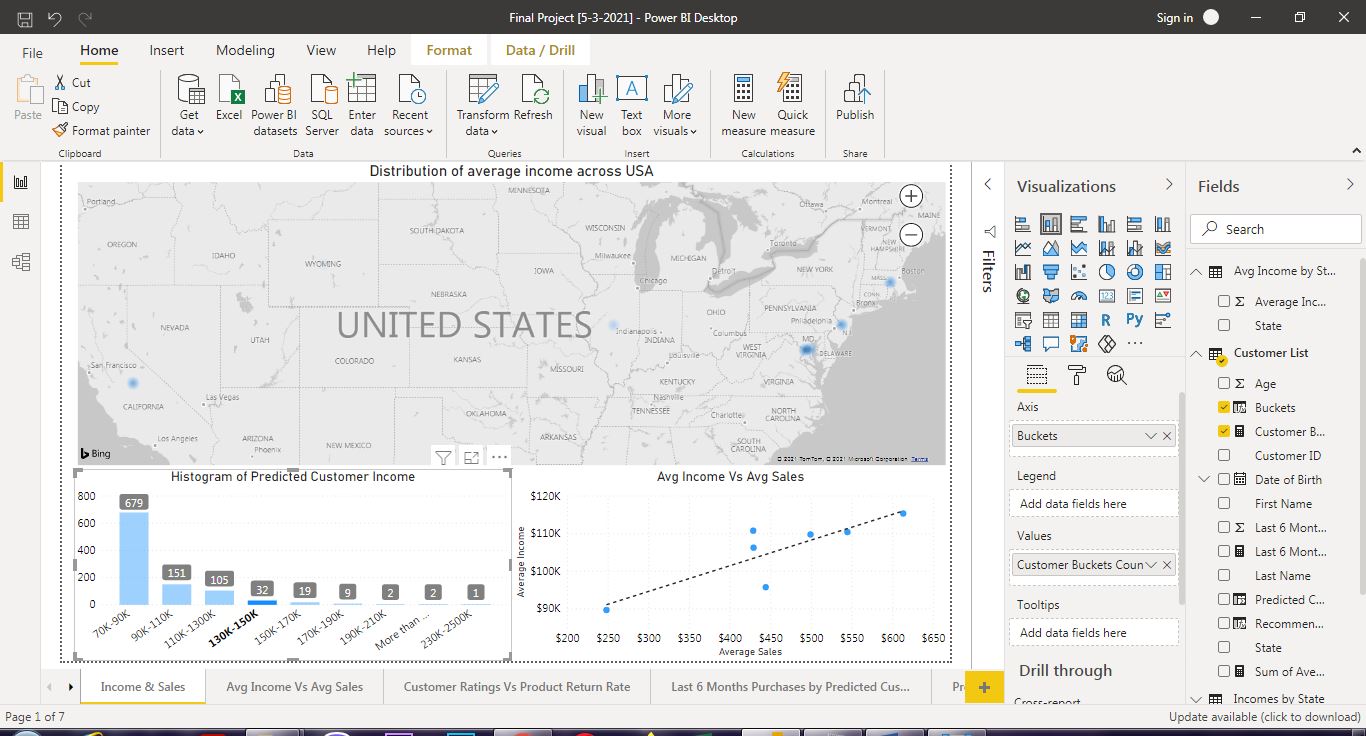 Final Project [5-3-2021] - Power BI Desktop
Sign in
File Home Insert Modeling View Help Format Data / Drill
Paste
Cut
Copy
Format painter
Clipboard
Get data
Excel
Power BI datasets
SQL Server
Enter data
Recent sources
Data
Transform data
Refresh
Queries
New visual
Text box
More visuals
Insert
New measure
Quick measure
Calculations
Publish
Share
Distribution of average income across USA
MINNESOTA
Portland
Ottawa
Montreal
MAINE
OREGON
IDAHO
WYOMING
SOUTH DAKOTA
WISCONSIN
Milwaukee
MICHIGAN
Toronto
VERMONT
NEW HAMPSHIRE
Detroit
NEW YORK
MASS
Boston
IOWA
Chicago
CONN
NEBRASKA
Bronx
PENNSYLVANIA
OHIO
Philadelphia
NJ
UNITED STATES
NEVADA
UTAH
Indianapolis
INDIANA
Columbus
MD
DELAWARE
WEST VIRGINIA
COLORADO
KANSAS
MISSOURI
Louisville
San Francisco
KENTUCKY
VIRGINIA
Las Vegas
CALIFORNIA
Nashville
TENNESSEE
Charlotte
NORTH CAROLINA
OKLAHOMA
Los Angeles
ARIZONA
Phoenix
NEW MEXICO
ARKANSAS
SOUTH CAROLINA
Bing
© 2021 TomTom, © 2021 Microsoft Corporation Terms
Histogram of Predicted Customer Income
800
600
400
200
0
679
151
105
32
19
9
2
2
1
70K-90K
90K-110K
110K-1300K
130K-150K
150K-170K
170K-190K
190K-210K
More than ...
230K-2500K
Avg Income Vs Avg Sales
$120K
$110K
$100K
$90K
Average Income
$200 $250 $300 $350 $400 $450 $500 $550 $600 $650
Average Sales
Filters
Visualizations
123
R
Py
Axis
Buckets
Legend
Add data fields here
Values
Customer Buckets Coun
Tooltips
Add data fields here
Drill through
Cross-report
Fields
Search
Avg Income by St...
Average Inc...
State
Customer List
Age
Buckets
Customer B...
Customer ID
Date of Birth
First Name
Last 6 Mont...
Last 6 Mont...
Last Name
Predicted C...
Recommen...
State
Sum of Ave...
Incomes by State
Income & Sales
Avg Income Vs Avg Sales
Customer Ratings Vs Product Return Rate
Last 6 Months Purchases by Predicted Cus...
Page 1 of 7
Update available (click to download)